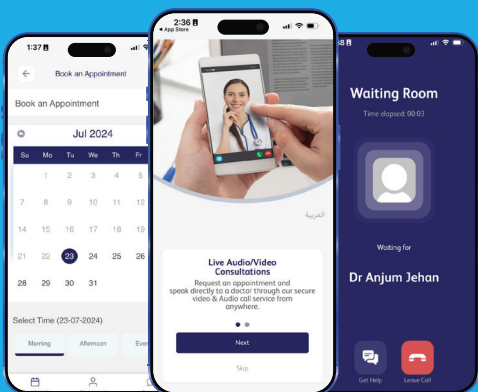 1:37
Book an Appointment
Book an Appointment
Jul 2024
Su Mo Tu We Th Fr
1 2 3 4 5
7 8 9 10 11 12
14 15 16 17 18 19
21 22 23 24 25 26
28 29 30 31
Select Time (23-07-2024)
Morning Afternoon
2:36
App Store
العربية
Live Audio/Video
Consultations
Request an appointment and
speak directly to a doctor through our secure
video & Audio call service from
anywhere.
Next
Skip
Waiting Room
Time elapsed: 00:03
Waiting for
Dr Anjum Jehan
Get Help Leave Call